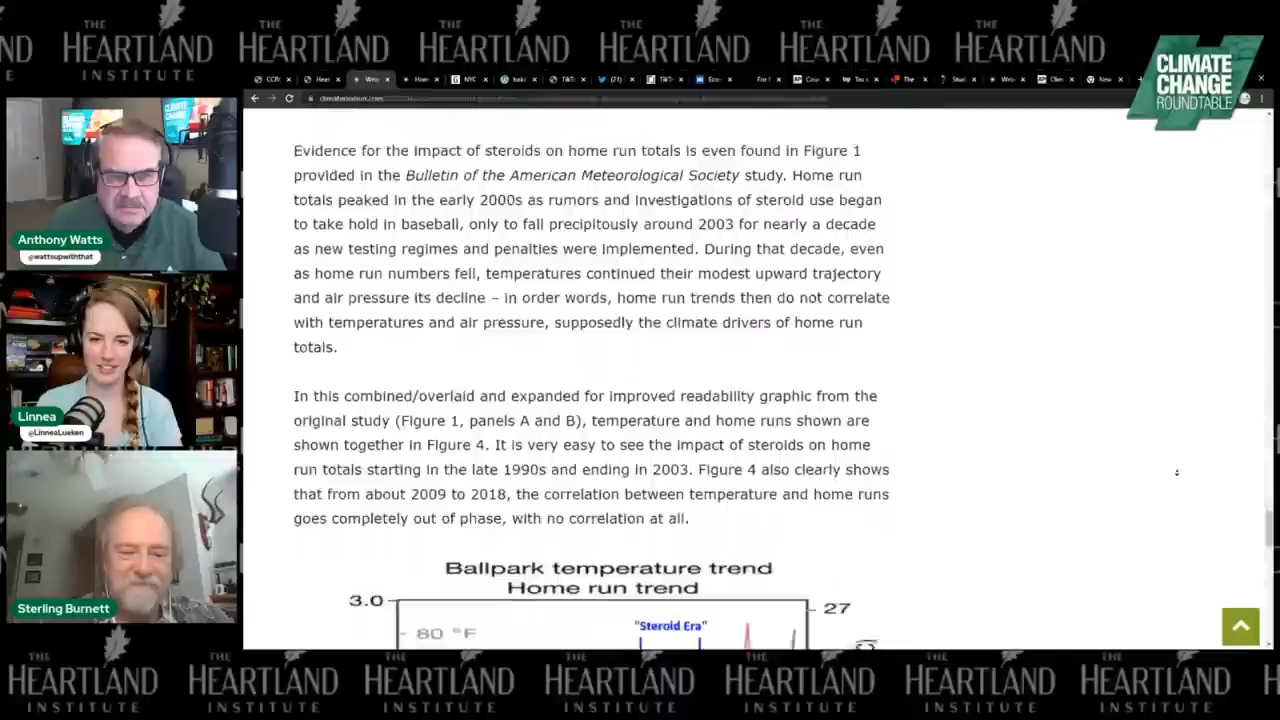 THE HEARTLAND INSTITUTE
CLIMATE
CHANGE
ROUNDTABLE
Evidence for the impact of steroids on home run totals is even found in Figure 1
provided in the Bulletin of the American Meteorological Society study. Home run
totals peaked in the early 2000s as rumors and investigations of steroid use began
to take hold in baseball, only to fall precipitously around 2003 for nearly a decade
as new testing regimes and penalties were implemented. During that decade, even
as home run numbers fell, temperatures continued their modest upward trajectory
and air pressure its decline – in order words, home run trends then do not correlate
with temperatures and air pressure, supposedly the climate drivers of home run
totals.
In this combined/overlaid and expanded for improved readability graphic from the
original study (Figure 1, panels A and B), temperature and home runs shown are
shown together in Figure 4. It is very easy to see the impact of steroids on home
run totals starting in the late 1990s and ending in 2003. Figure 4 also clearly shows
that from about 2009 to 2018, the correlation between temperature and home runs
goes completely out of phase, with no correlation at all.
Ballpark temperature trend
Home run trend
3.0
27
80 °F
"Steroid Era"
Anthony Watts
@wattsupwiththat
Linnea
@LinneaLueken
Sterling Burnett
THE HEARTLAND INSTITUTE